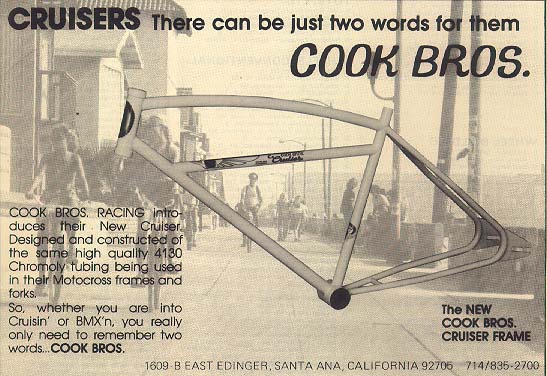 CRUISERS There can be just two words for them
COOK BROS.
COOK BROS. RACING intro-
duces their New Cruiser.
Designed and constructed of
the same high quality 4130
Chromoly tubing being used
in their Motocross frames and
forks.
So, whether you are into
Cruisin' or BMX'n, you really
only need to remember two
words...COOK BROS.
The NEW
COOK BROS.
CRUISER FRAME
1609-B EAST EDINGER, SANTA ANA, CALIFORNIA 92705 714/835-2700